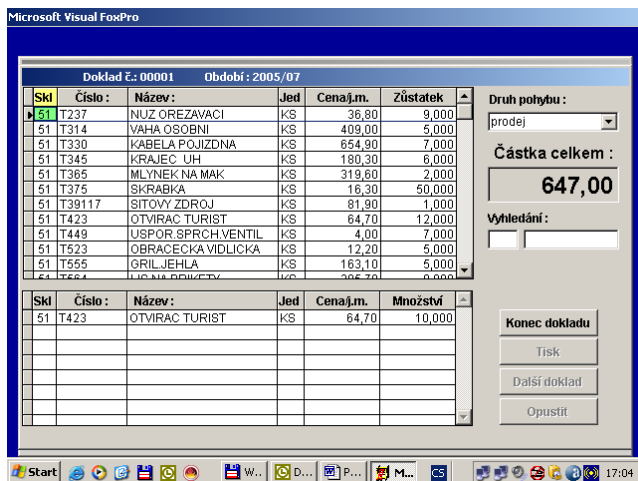 Microsoft Visual FoxPro
Doklad č.: 00001 Období : 2005/07
Skl Číslo : Název : Jed Cena/j.m. Zůstatek
51 T237 NUZ OREZAVACI KS 36,80 9,000
51 T314 VAHA OSOBNI KS 409,00 5,000
51 T330 KABELA POJIZDNA KS 654,90 7,000
51 T345 KRAJEC UH KS 180,30 6,000
51 T365 MLYNEK NA MAK KS 319,60 2,000
51 T375 SKRABKA KS 16,30 50,000
51 T39117 SITOVY ZDROJ KS 81,90 1,000
51 T423 OTVIRAC TURIST KS 64,70 12,000
51 T449 USPOR.SPRCH.VENTIL KS 4,00 7,000
51 T523 OBRACECKA VIDLICKA KS 12,20 5,000
51 T555 GRIL.JEHLA KS 163,10 5,000
Druh pohybu :
prodej
Částka celkem :
647,00
Vyhledání :
Skl Číslo : Název : Jed Cena/j.m. Množství
51 T423 OTVIRAC TURIST KS 64,70 10,000
Konec dokladu
Tisk
Další doklad
Opustit
Start W... D... P... M... CS 17:04